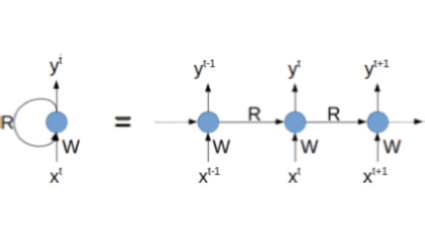 y^t y^t-1 y^t y^t+1
R = R R
W W W W
x^t x^t-1 x^t x^t+1